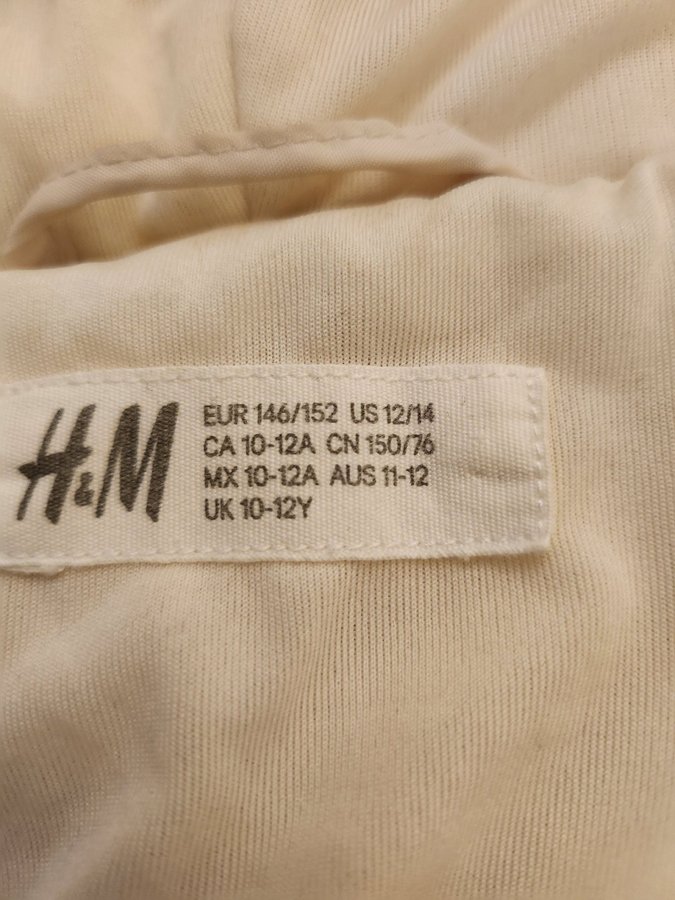 H&M
EUR 146/152 US 12/14
CA 10-12A CN 150/76
MX 10-12A AUS 11-12
UK 10-12Y